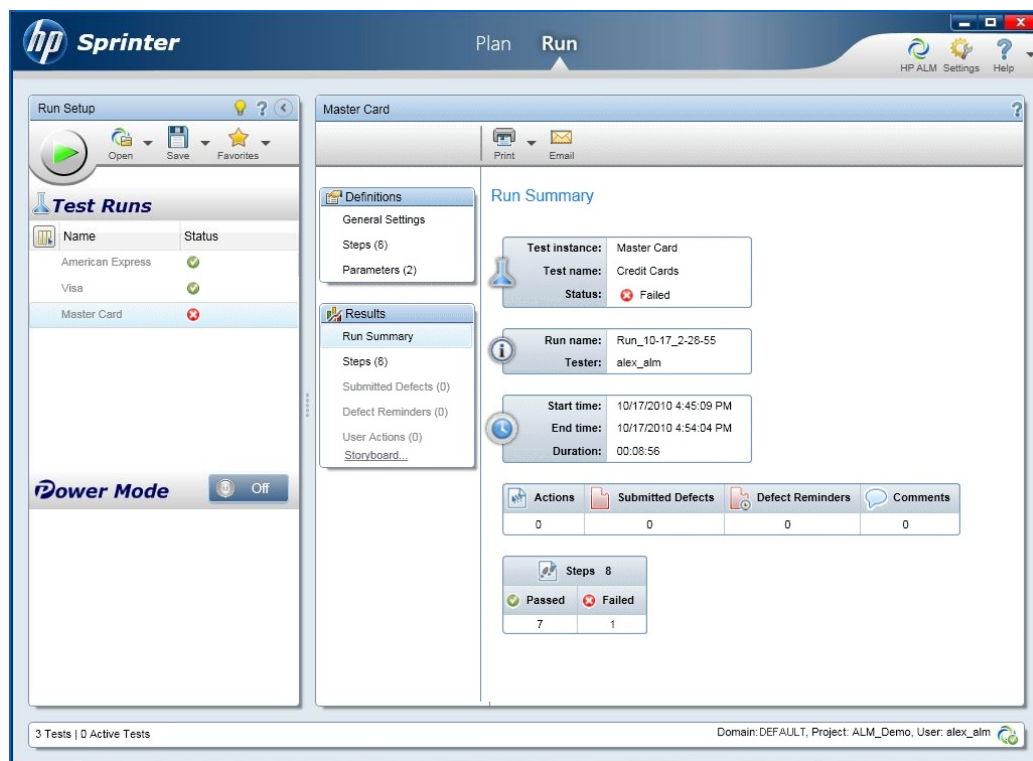 hp Sprinter
Plan Run
HP ALM Settings Help
Run Setup
Open Save Favorites
Test Runs
Name Status
American Express
Visa
Master Card
Power Mode Off
Master Card
Print Email
Definitions
General Settings
Steps (8)
Parameters (2)
Results
Run Summary
Steps (8)
Submitted Defects (0)
Defect Reminders (0)
User Actions (0)
Storyboard...
Run Summary
Test instance: Master Card
Test name: Credit Cards
Status: Failed
Run name: Run_10-17_2-28-55
Tester: alex_alm
Start time: 10/17/2010 4:45:09 PM
End time: 10/17/2010 4:54:04 PM
Duration: 00:08:56
Actions Submitted Defects Defect Reminders Comments
0 0 0 0
Steps 8
Passed Failed
7 1
3 Tests | 0 Active Tests
Domain: DEFAULT, Project: ALM_Demo, User: alex_alm